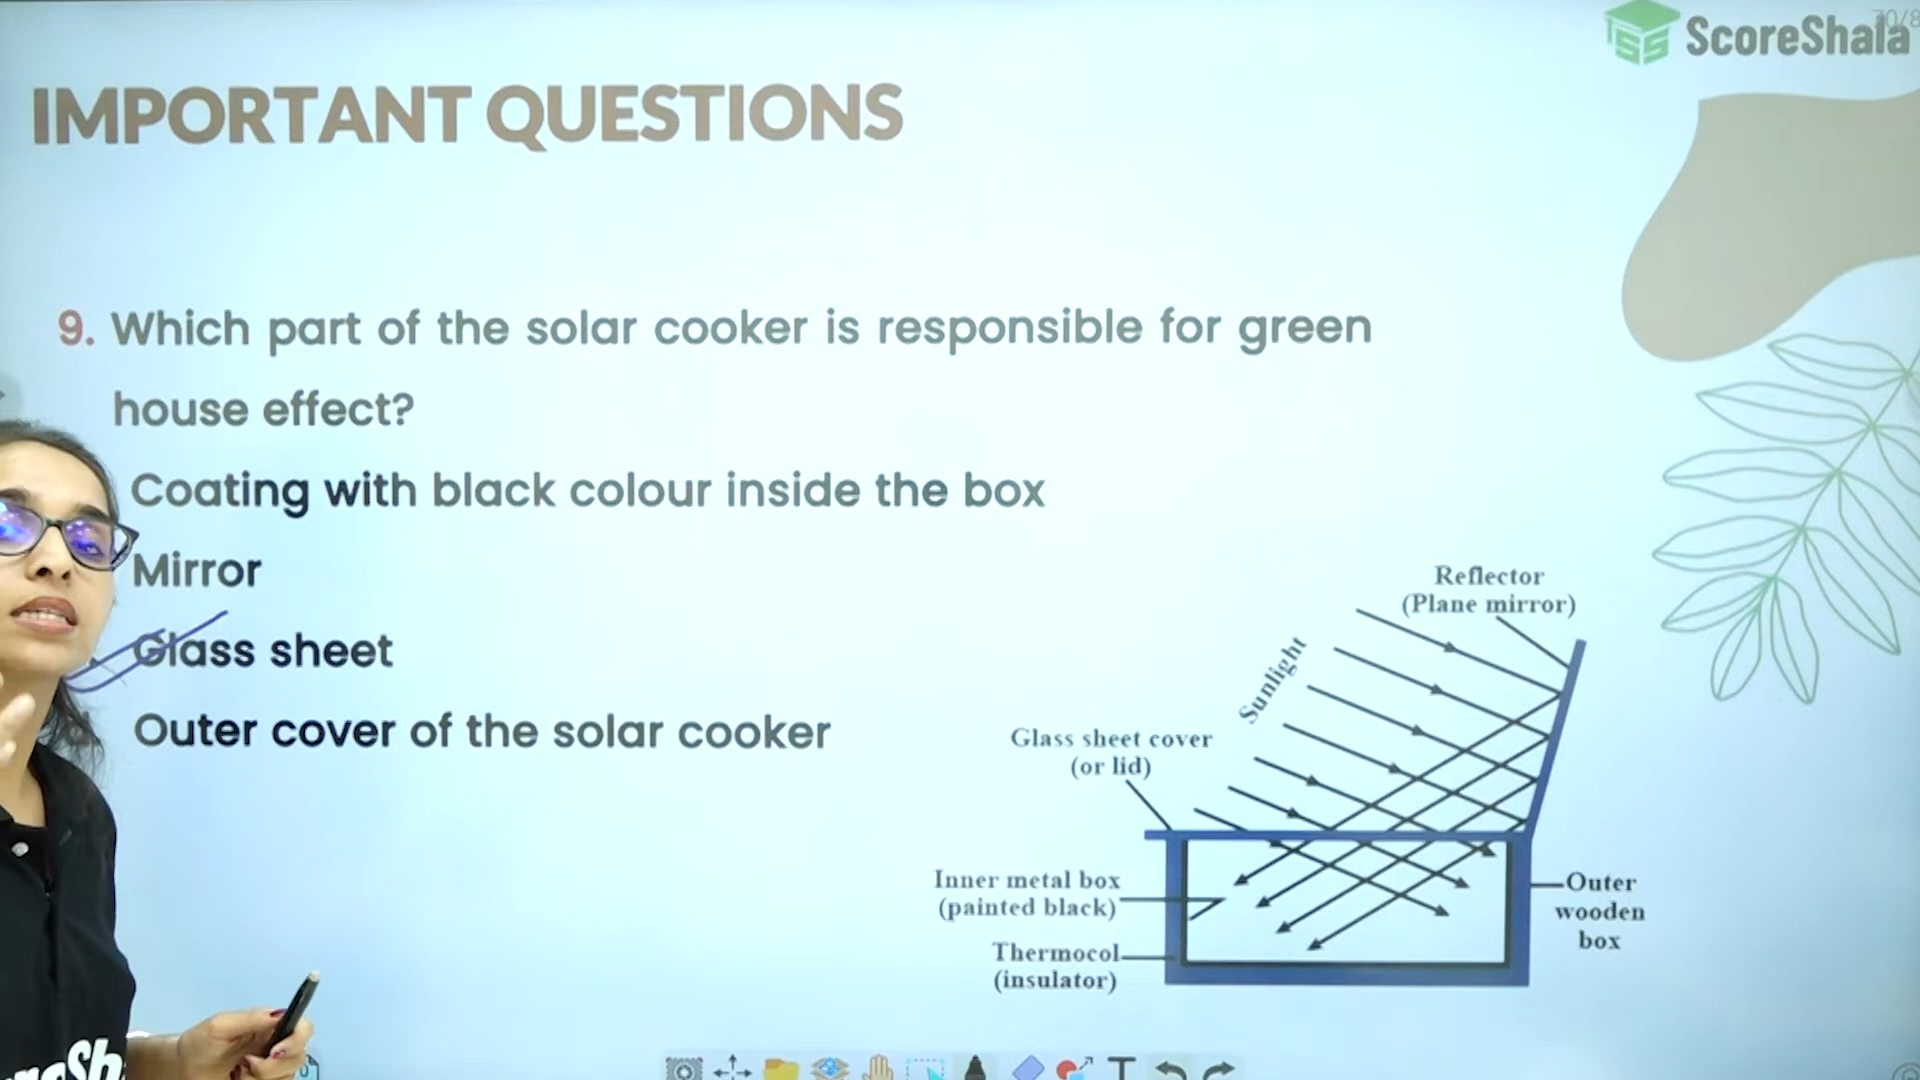 70/8
ScoreShala
IMPORTANT QUESTIONS
9. Which part of the solar cooker is responsible for green
house effect?
Coating with black colour inside the box
Mirror
Glass sheet
Outer cover of the solar cooker
Reflector
(Plane mirror)
Sunlight
Glass sheet cover
(or lid)
Inner metal box
(painted black)
Thermocol
(insulator)
Outer
wooden
box